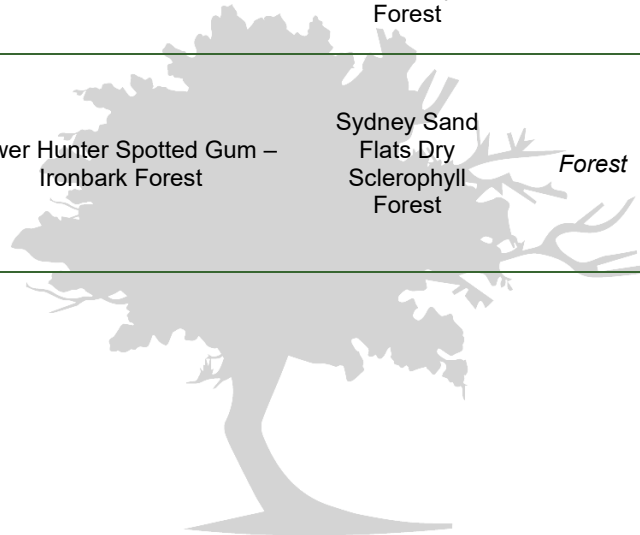 Forest
Hunter Spotted Gum –
Ironbark Forest
Sydney Sand
Flats Dry
Sclerophyll
Forest
Forest